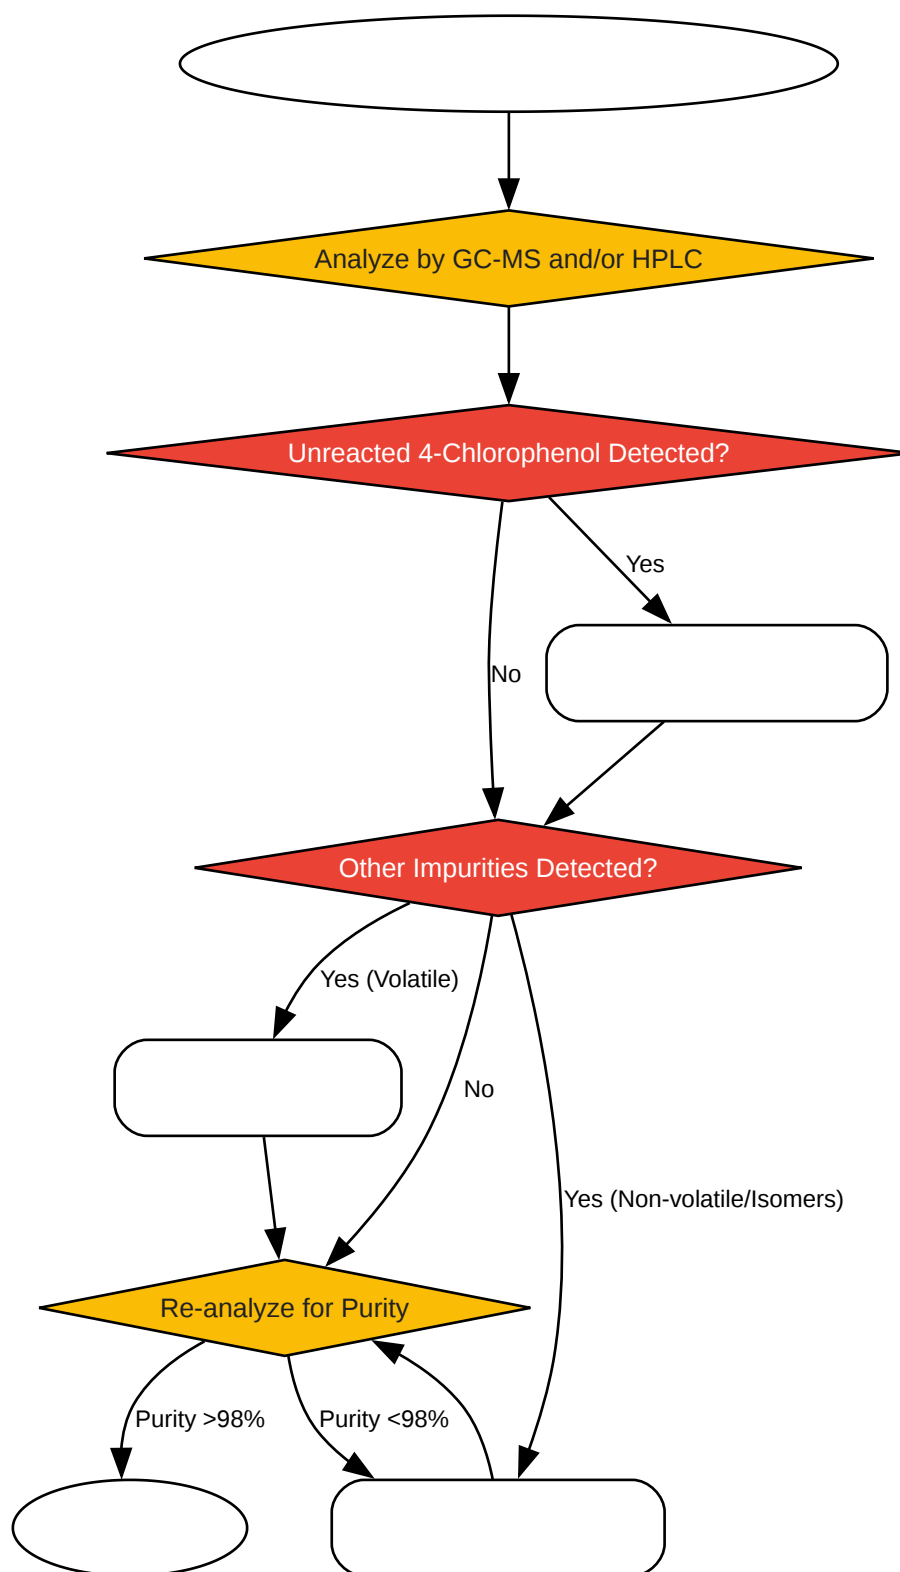 Analyze by GC-MS and/or HPLC
Unreacted 4-Chlorophenol Detected?
Yes
No
Other Impurities Detected?
Yes (Volatile)
No
Yes (Non-volatile/Isomers)
Re-analyze for Purity
Purity >98%
Purity <98%